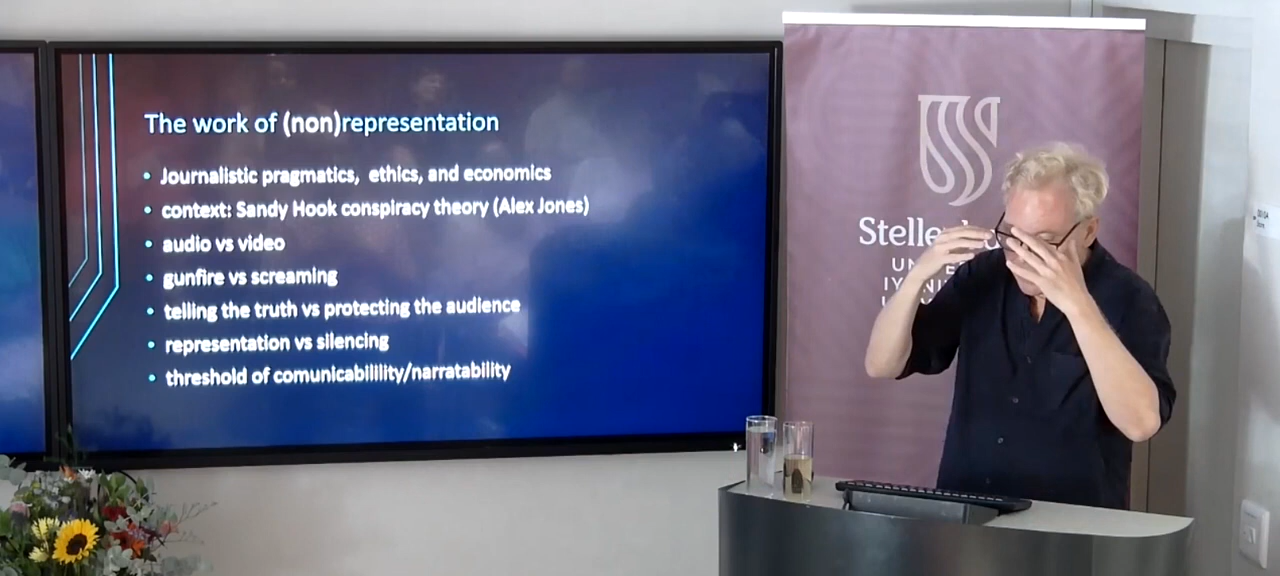 The work of (non)representation
• Journalistic pragmatics, ethics, and economics
• context: Sandy Hook conspiracy theory (Alex Jones)
• audio vs video
• gunfire vs screaming
• telling the truth vs protecting the audience
• representation vs silencing
• threshold of comunicabilility/narratability